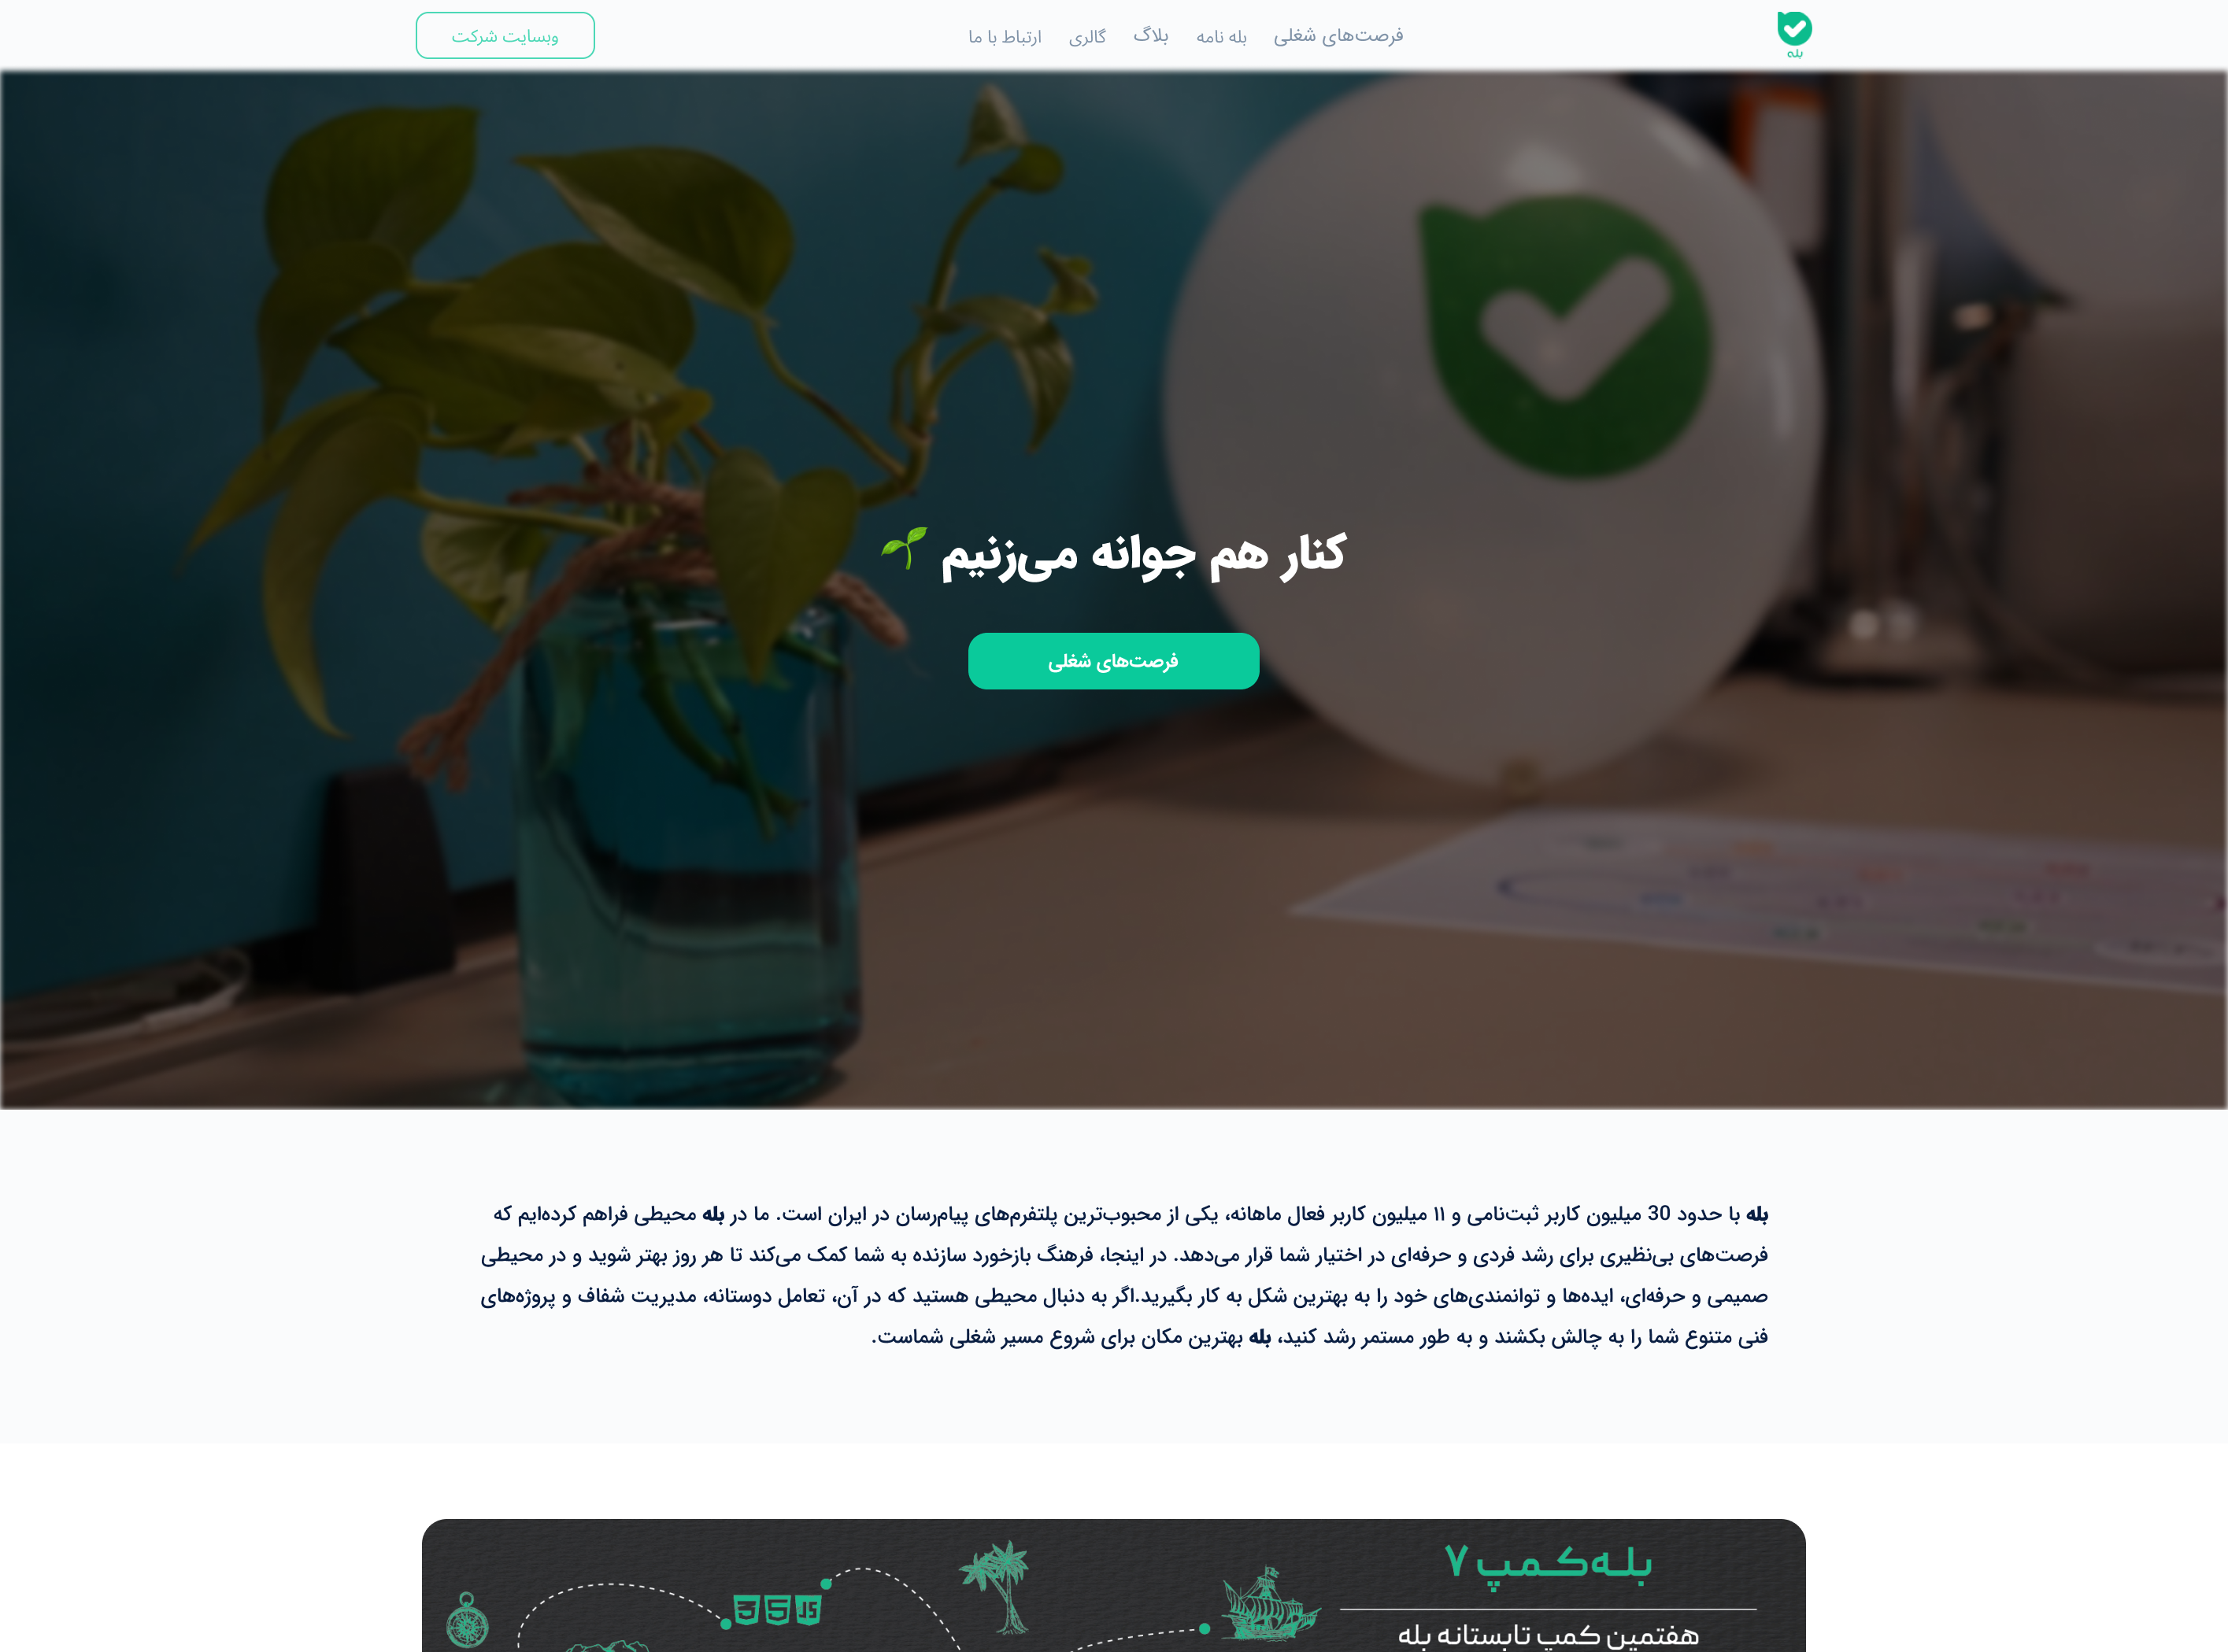 بله
فرصت‌های شغلی
بله نامه
بلاگ
گالری
ارتباط با ما
وبسایت شرکت
کنار هم جوانه می‌زنیم 🌱
فرصت‌های شغلی
بله با حدود 30 میلیون کاربر ثبت‌نامی و ۱۱ میلیون کاربر فعال ماهانه، یکی از محبوب‌ترین پلتفرم‌های پیام‌رسان در ایران است. ما در بله محیطی فراهم کرده‌ایم که
فرصت‌های بی‌نظیری برای رشد فردی و حرفه‌ای در اختیار شما قرار می‌دهد. در اینجا، فرهنگ بازخورد سازنده به شما کمک می‌کند تا هر روز بهتر شوید و در محیطی
صمیمی و حرفه‌ای، ایده‌ها و توانمندی‌های خود را به بهترین شکل به کار بگیرید.اگر به دنبال محیطی هستید که در آن، تعامل دوستانه، مدیریت شفاف و پروژه‌های
فنی متنوع شما را به چالش بکشند و به طور مستمر رشد کنید، بله بهترین مکان برای شروع مسیر شغلی شماست.
بله‌کمپ ۷
هفتمین کمپ تابستانه بله
JS